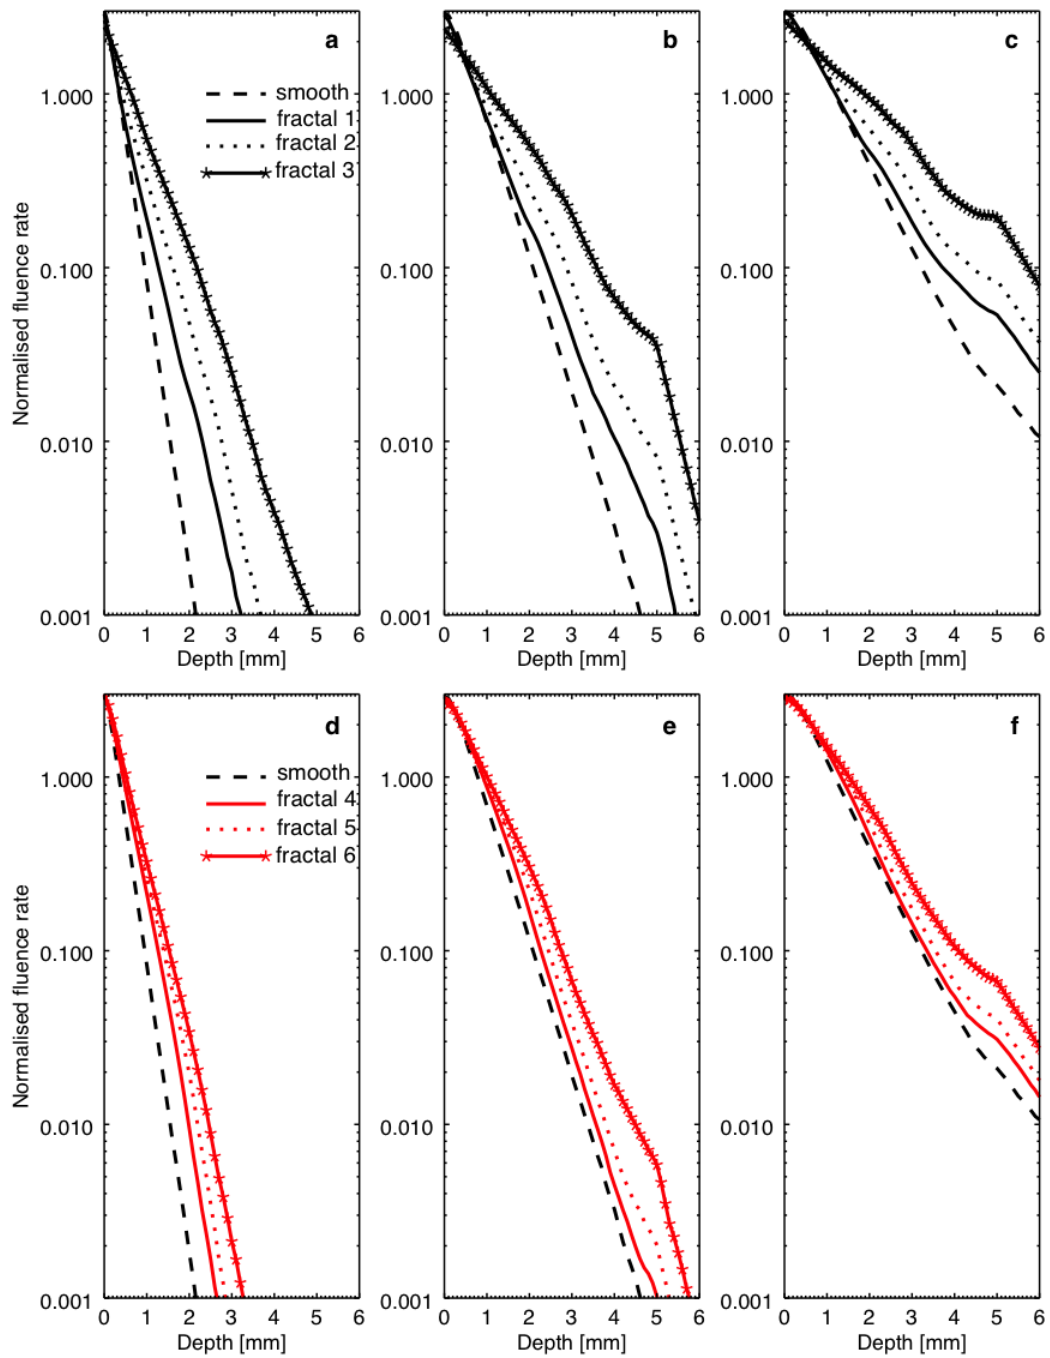 a
b
c
smooth
fractal 1
fractal 2
fractal 3
Normalised fluence rate
1.000
0.100
0.010
0.001
1.000
0.100
0.010
0.001
1.000
0.100
0.010
0.001
0 1 2 3 4 5 6
0 1 2 3 4 5 6
0 1 2 3 4 5 6
Depth [mm]
Depth [mm]
Depth [mm]
d
e
f
smooth
fractal 4
fractal 5
fractal 6
Normalised fluence rate
1.000
0.100
0.010
0.001
1.000
0.100
0.010
0.001
1.000
0.100
0.010
0.001
0 1 2 3 4 5 6
0 1 2 3 4 5 6
0 1 2 3 4 5 6
Depth [mm]
Depth [mm]
Depth [mm]